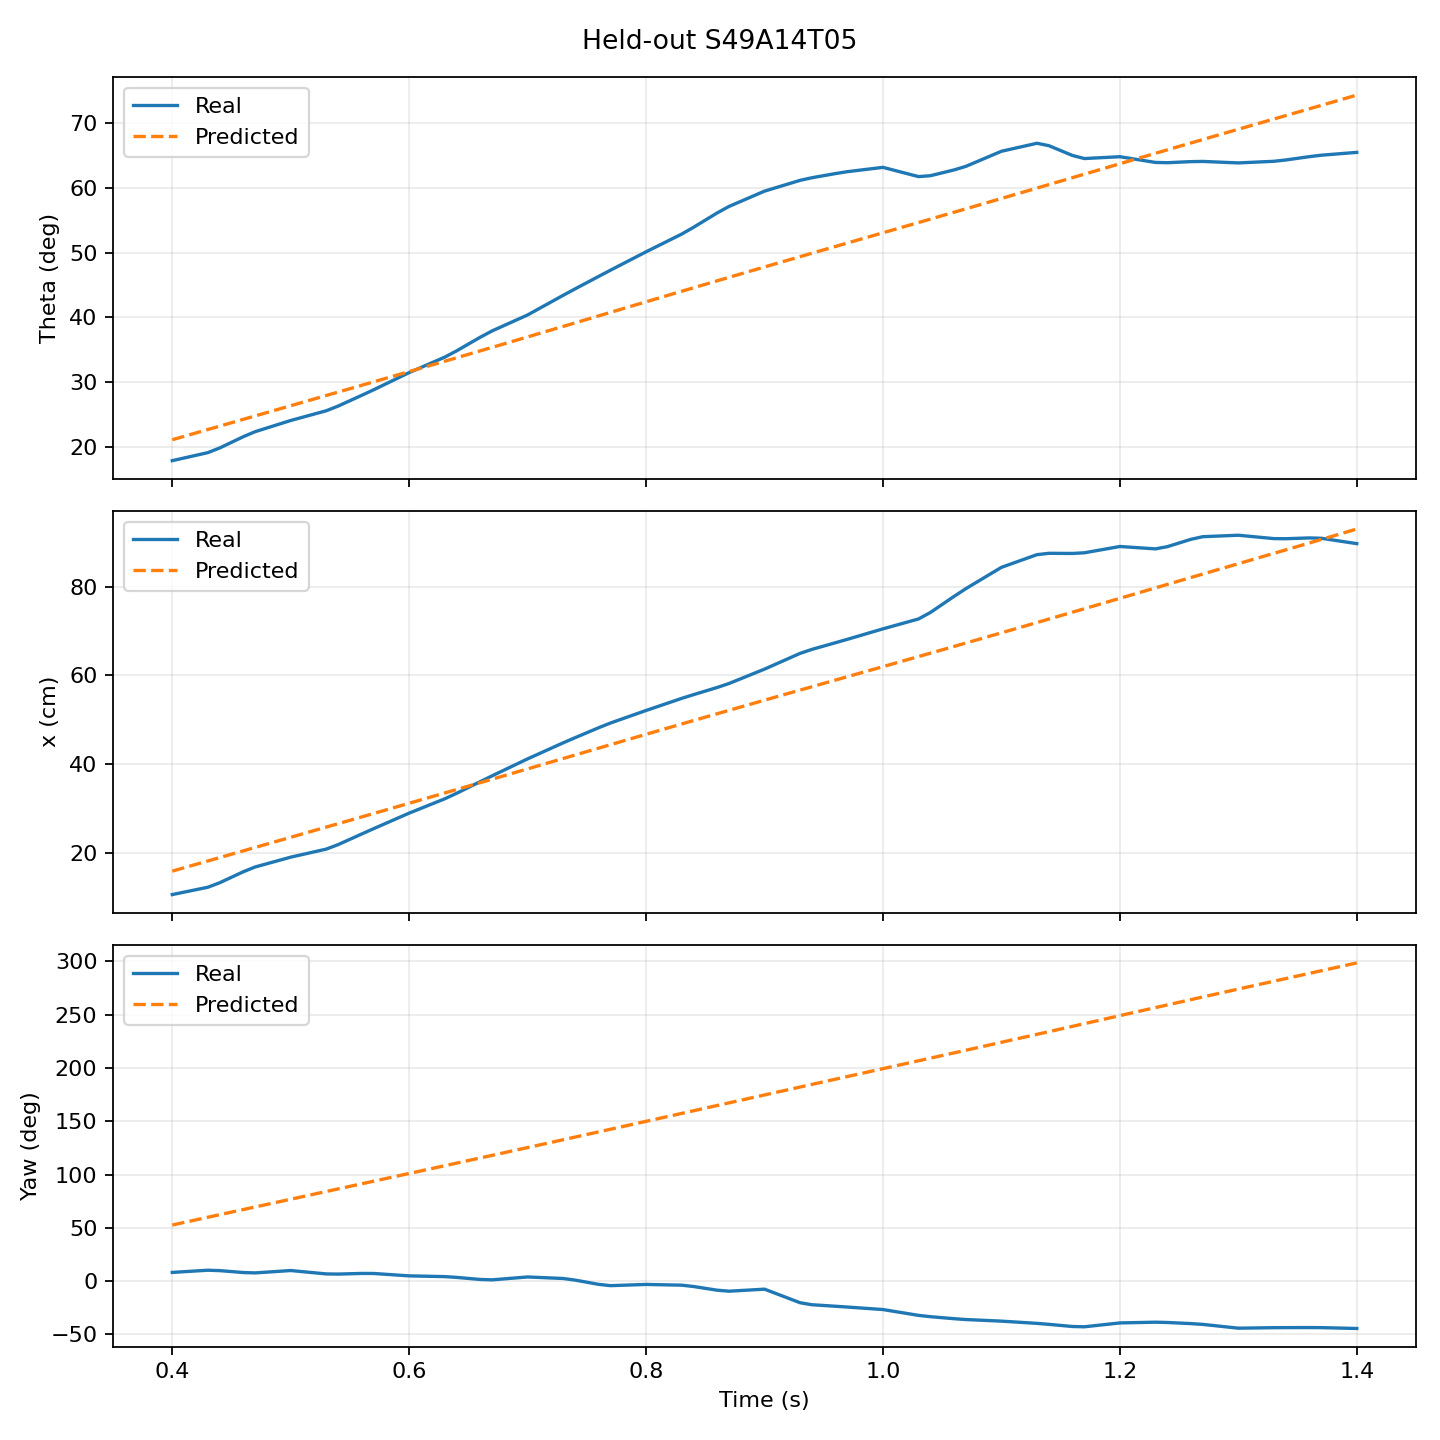 Held-out S49A14T05
Real
Predicted
Theta (deg)
70
60
50
40
30
20
Real
Predicted
x (cm)
80
60
40
20
Real
Predicted
Yaw (deg)
300
250
200
150
100
50
0
−50
0.4 0.6 0.8 1.0 1.2 1.4
Time (s)